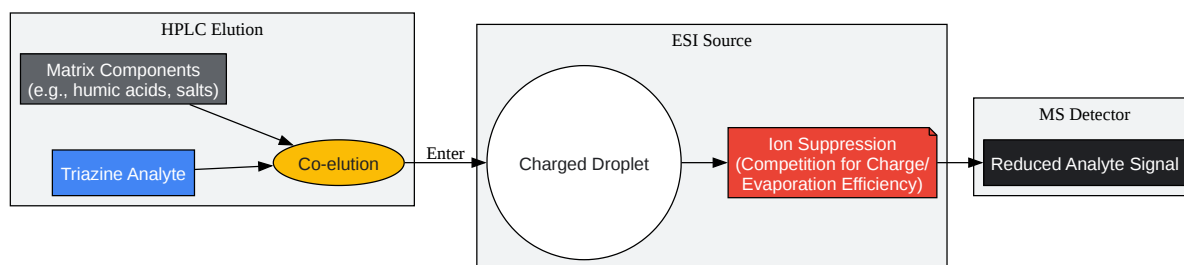 HPLC Elution
Matrix Components
(e.g., humic acids, salts)
Triazine Analyte
Co-elution
Enter
ESI Source
Charged Droplet
Ion Suppression
(Competition for Charge/
Evaporation Efficiency)
MS Detector
Reduced Analyte Signal